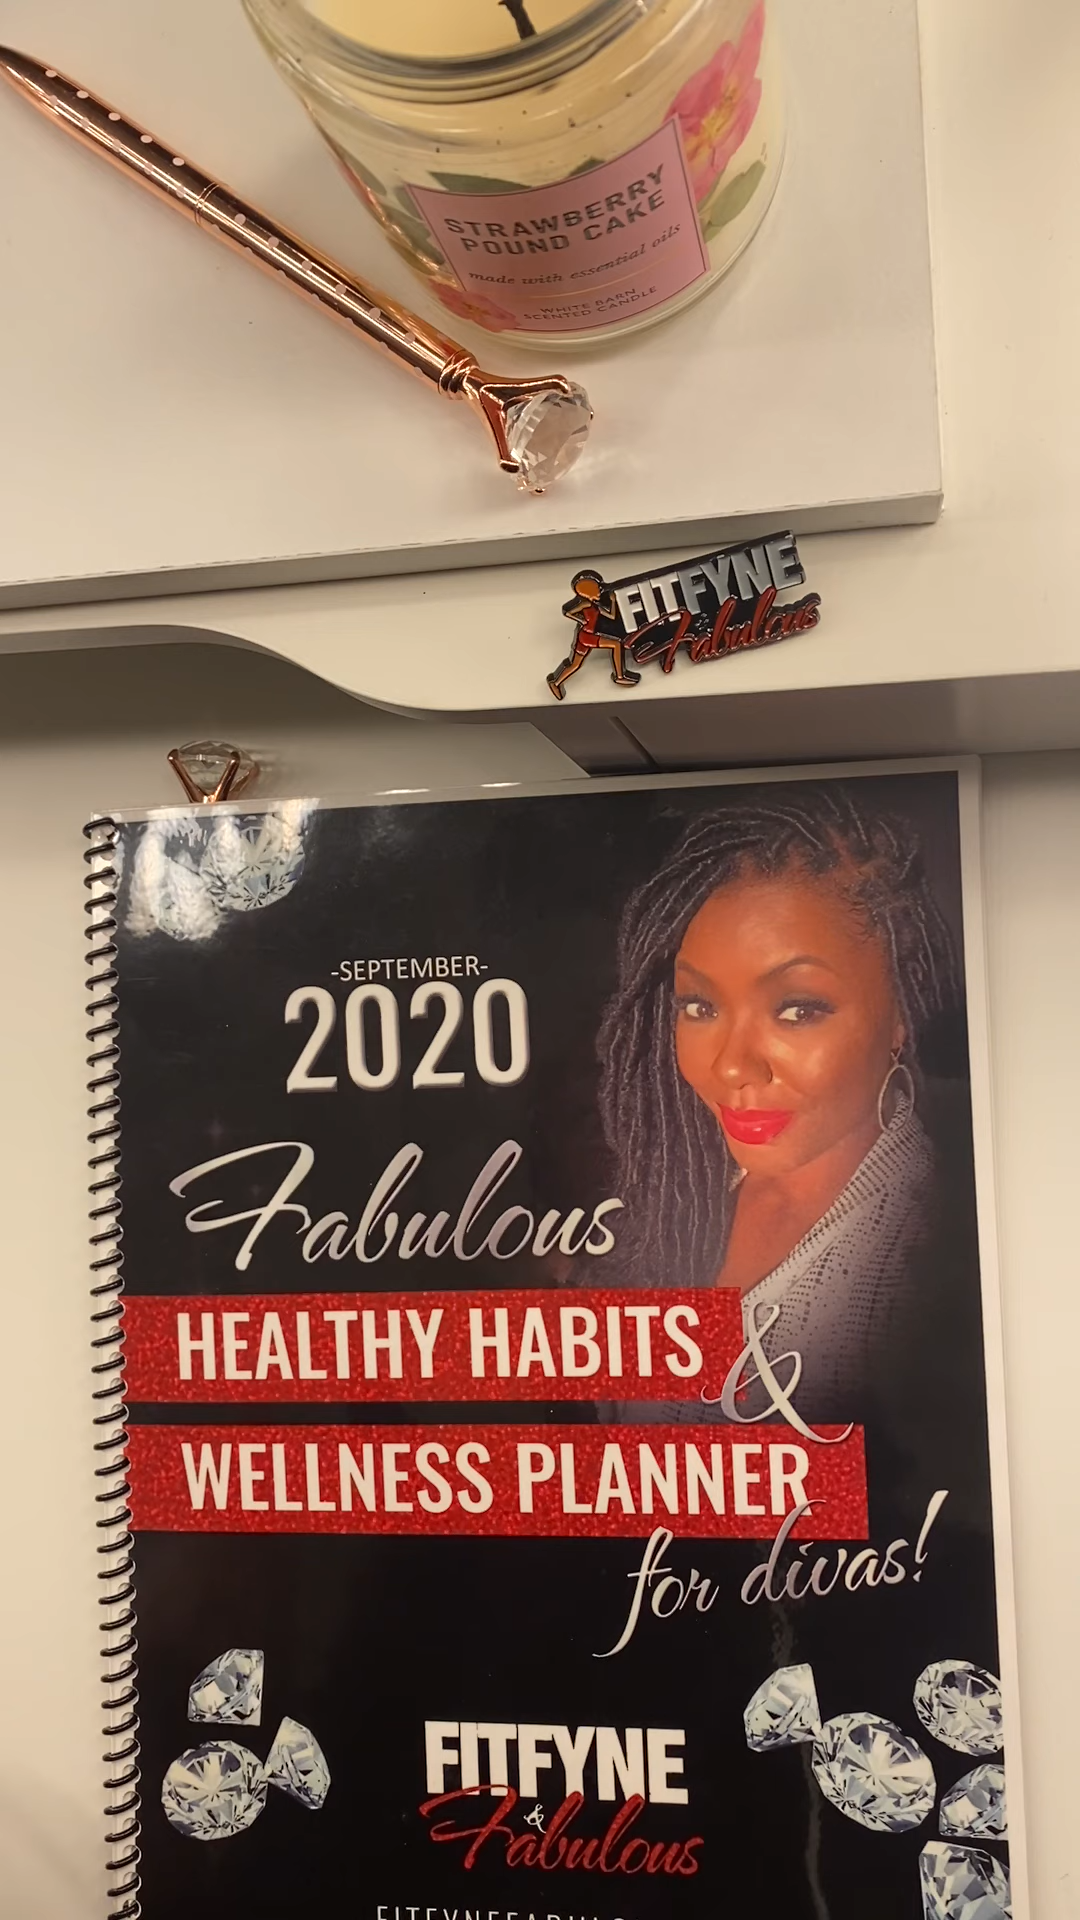 STRAWBERRY
POUND CAKE
made with essential oils
WHITE BARN
SCENTED CANDLE
FITFYNE
&
Fabulous
-SEPTEMBER-
2020
Fabulous
HEALTHY HABITS &
WELLNESS PLANNER
for divas!
FITFYNE
&
Fabulous